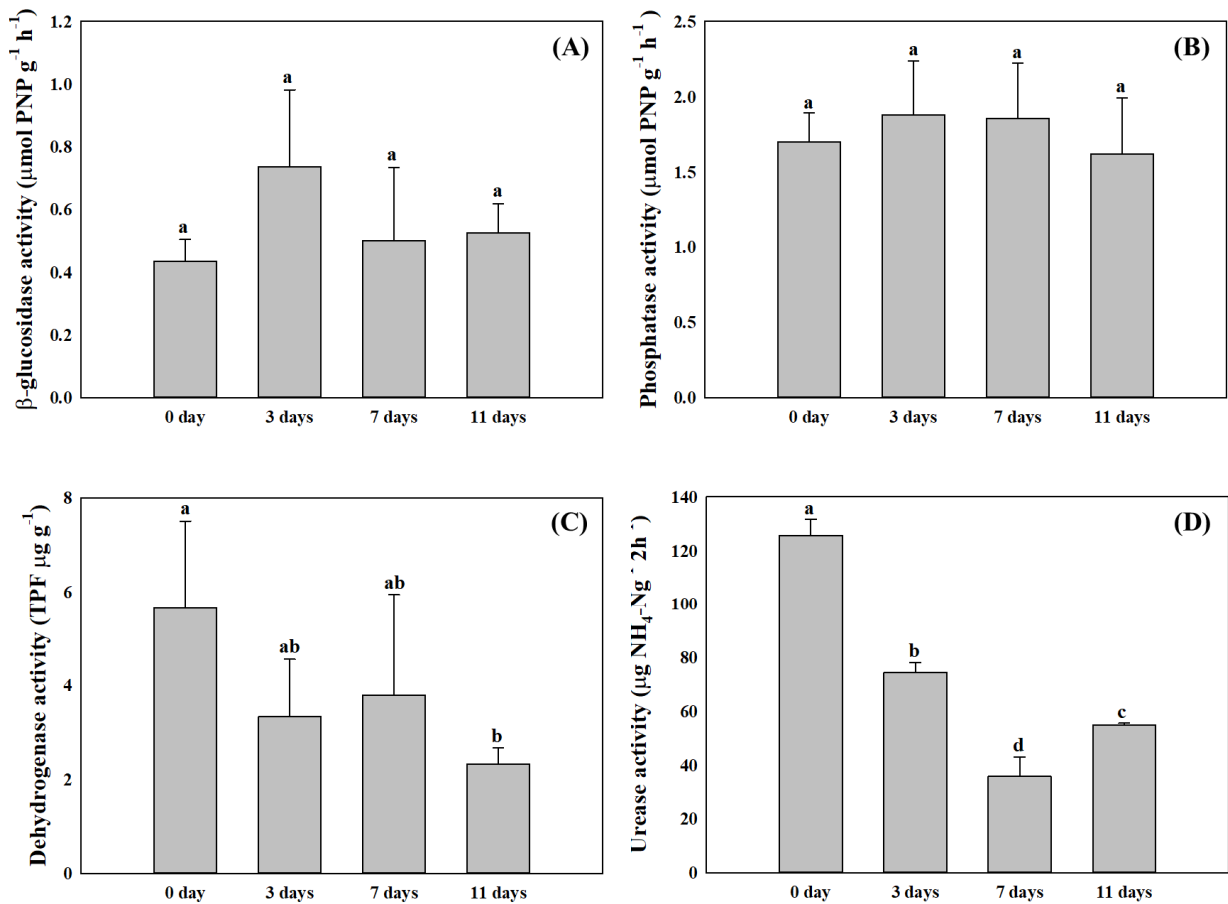 β-glucosidase activity (μmol PNP g⁻¹ h⁻¹)
1.2
1.0
0.8
0.6
0.4
0.2
0.0
(A)
a
a
a
a
0 day 3 days 7 days 11 days
Phosphatase activity (μmol PNP g⁻¹ h⁻¹)
2.5
2.0
1.5
1.0
0.5
0.0
(B)
a
a
a
a
0 day 3 days 7 days 11 days
Dehydrogenase activity (TPF μg g⁻¹)
8
6
4
2
0
(C)
a
ab
ab
b
0 day 3 days 7 days 11 days
Urease activity (μg NH₄-Ng 2h
140
120
100
80
60
40
20
0
(D)
a
b
d
c
0 day 3 days 7 days 11 days